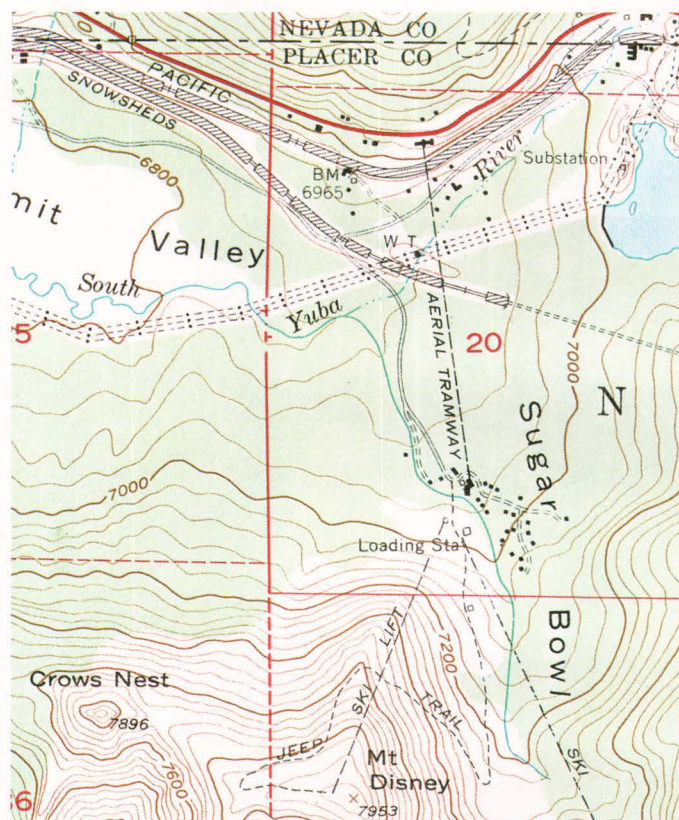 NEVADA CO
PLACER CO
PACIFIC
SNOWSHEDS
6800
BM
6965
River
Substation
mit
Valley
W T
South
Yuba
AERIAL TRAMWAY
5
20
7000
N
Sugar
7000
Loading Sta
Bowl
7200
SKI LIFT
JEEP TRAIL
SKI
Crows Nest
7896
7600
Mt
Disney
7953
6